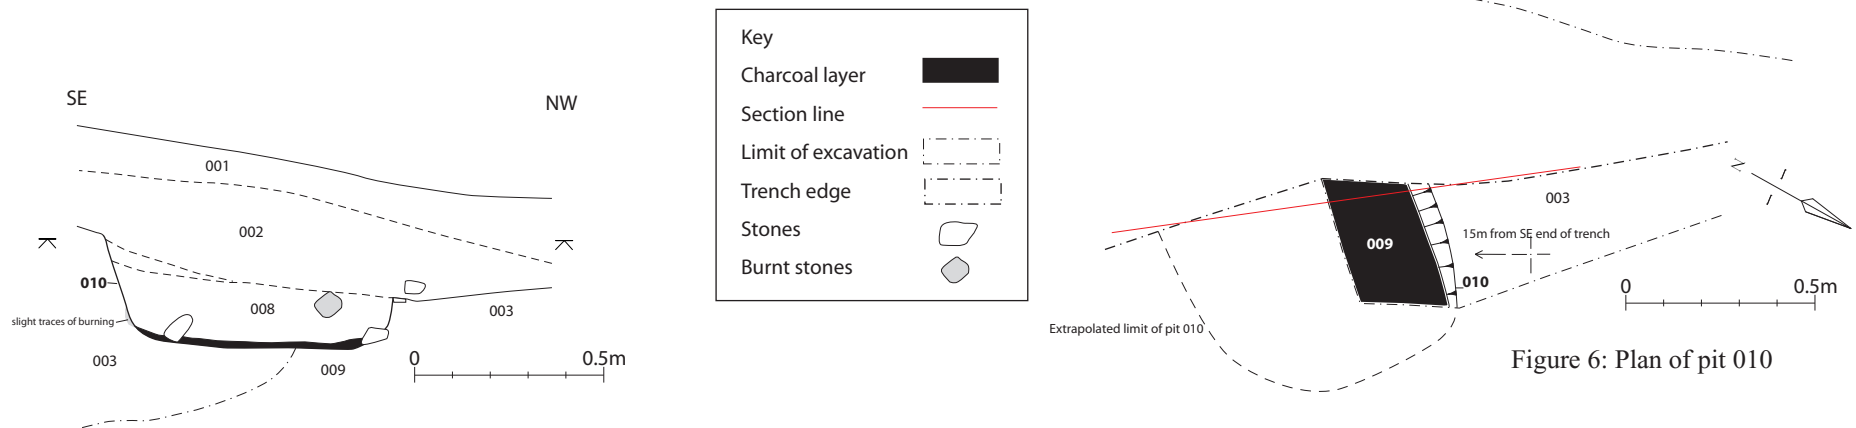 SE
NW
001
002
010
008
003
slight traces of burning
003
009
0 0.5m
Key
Charcoal layer
Section line
Limit of excavation
Trench edge
Stones
Burnt stones
003
15m from SE end of trench
009
010
0 0.5m
Extrapolated limit of pit 010
Figure 6: Plan of pit 010